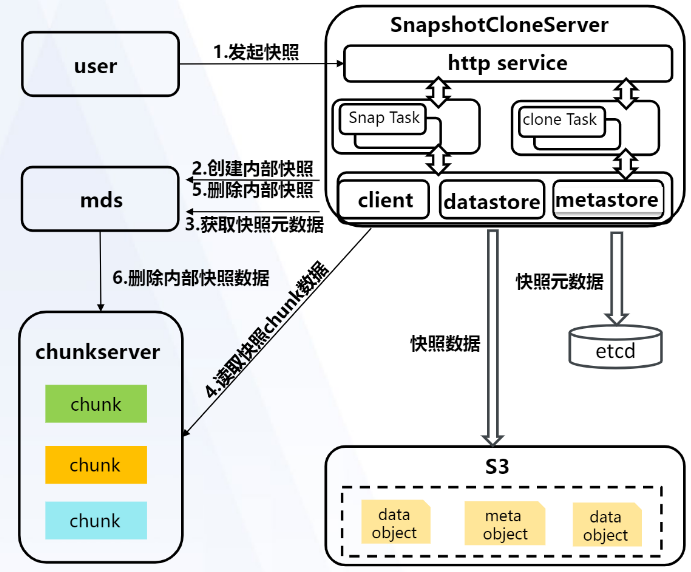 SnapshotCloneServer
user
1.发起快照
http service
Snap Task
clone Task
2.创建内部快照
5.删除内部快照
mds
client
datastore
metastore
3.获取快照元数据
6.删除内部快照数据
4.读取快照chunk数据
快照元数据
快照数据
etcd
chunkserver
chunk
chunk
chunk
S3
data
object
meta
object
data
object